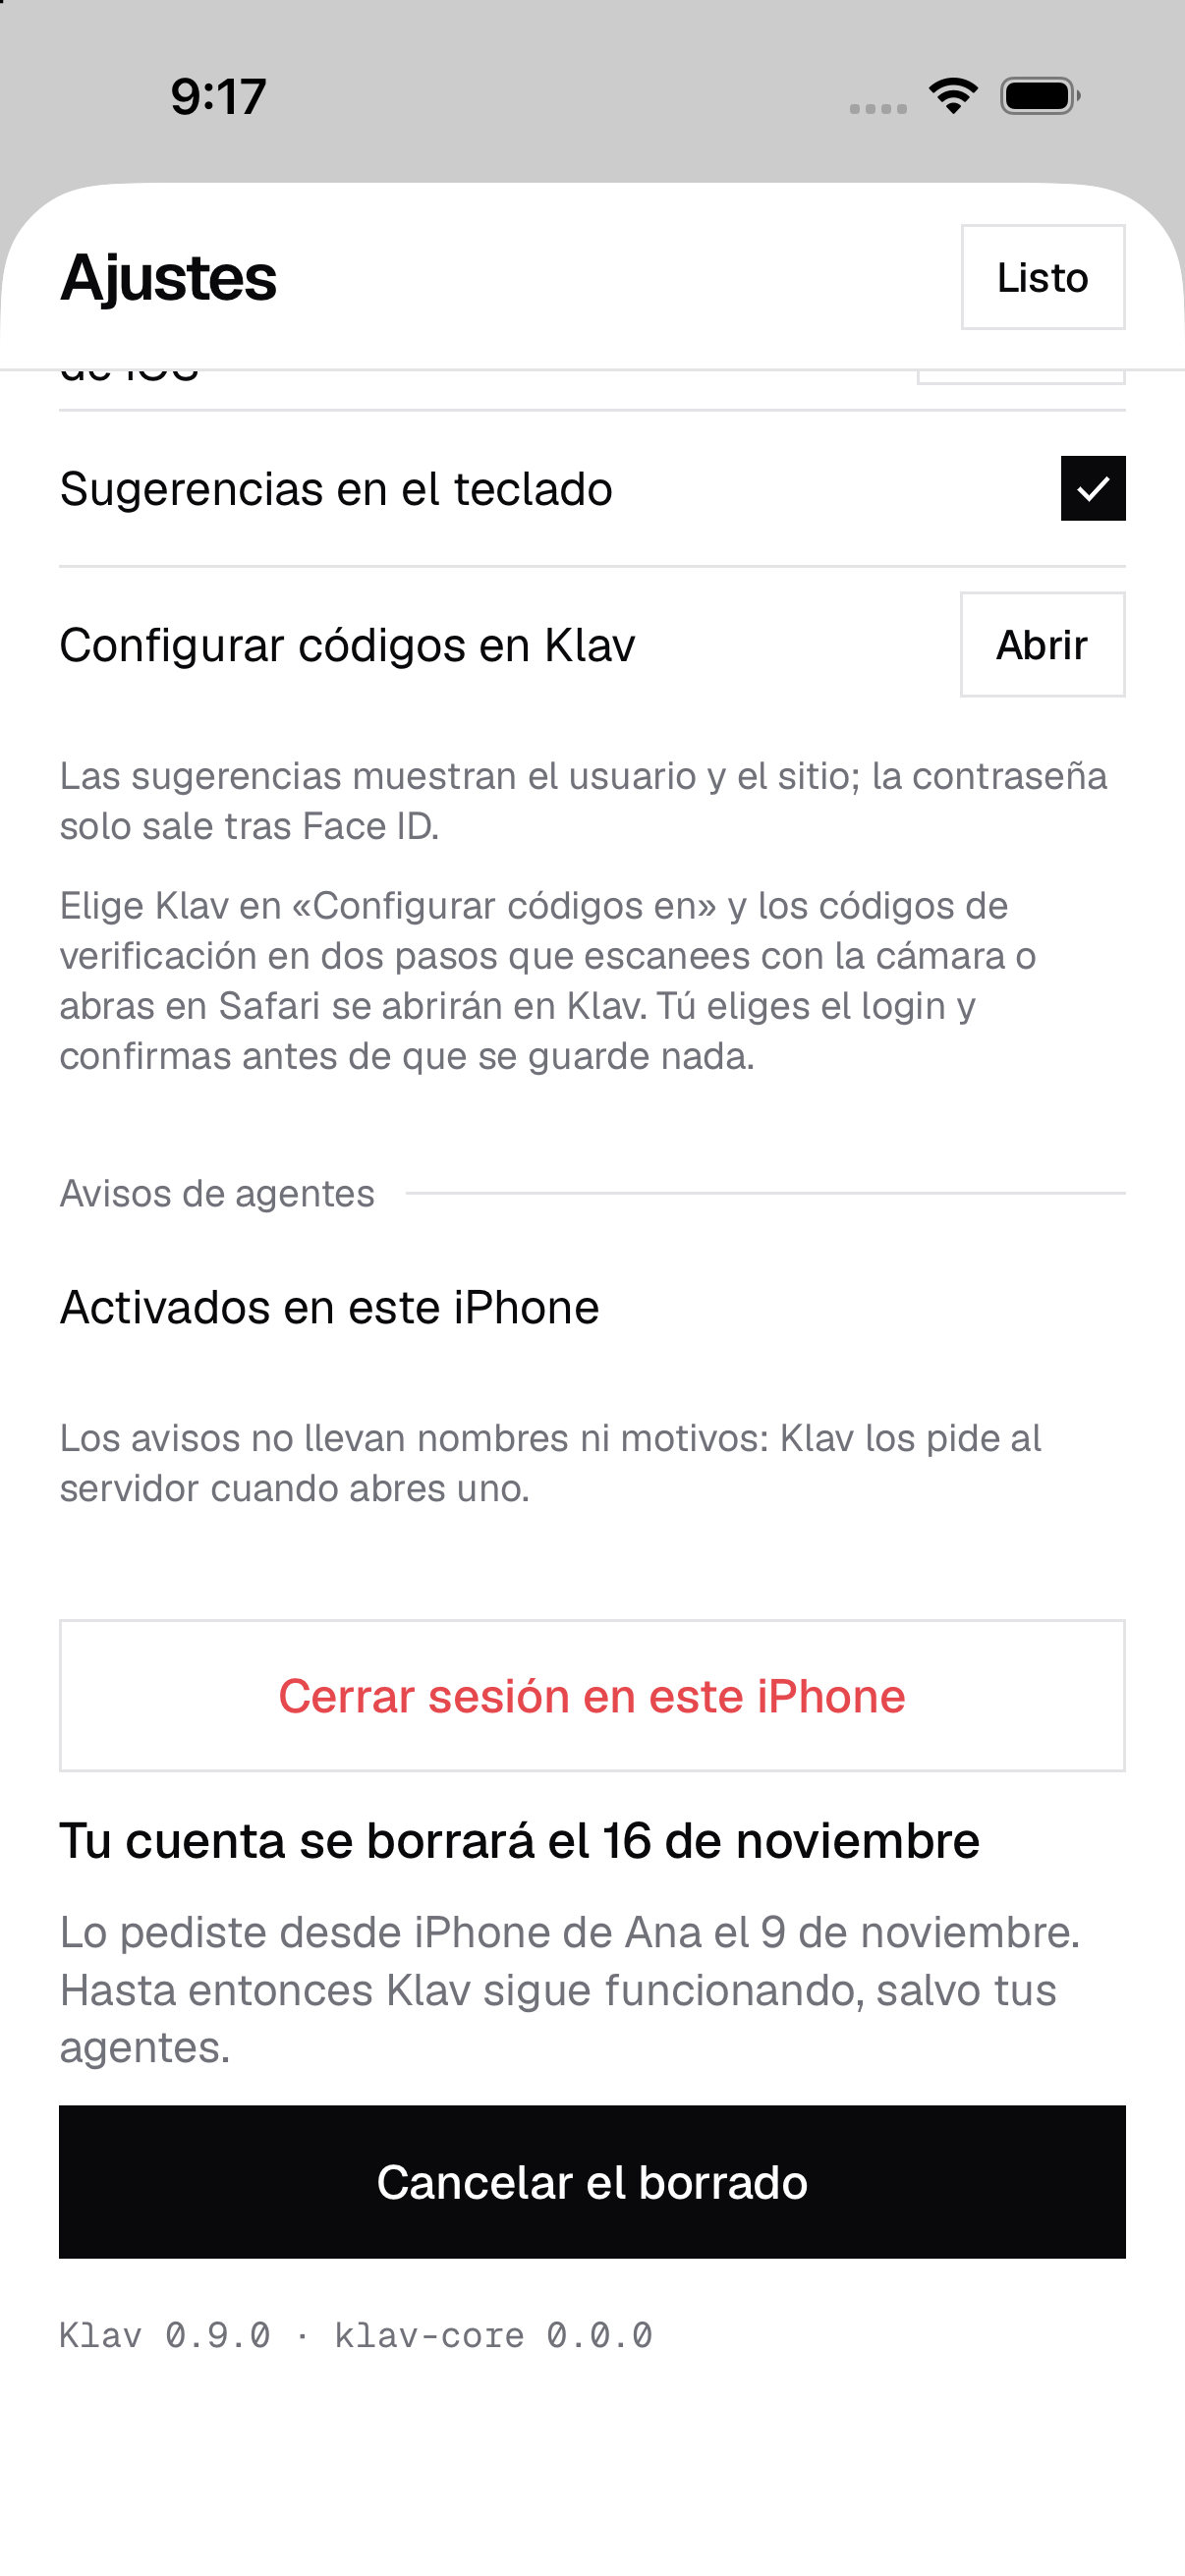 9:17
Ajustes
Listo
de iOS
Sugerencias en el teclado
Configurar códigos en Klav
Abrir
Las sugerencias muestran el usuario y el sitio; la contraseña
solo sale tras Face ID.
Elige Klav en «Configurar códigos en» y los códigos de
verificación en dos pasos que escanees con la cámara o
abras en Safari se abrirán en Klav. Tú eliges el login y
confirmas antes de que se guarde nada.
Avisos de agentes
Activados en este iPhone
Los avisos no llevan nombres ni motivos: Klav los pide al
servidor cuando abres uno.
Cerrar sesión en este iPhone
Tu cuenta se borrará el 16 de noviembre
Lo pediste desde iPhone de Ana el 9 de noviembre.
Hasta entonces Klav sigue funcionando, salvo tus
agentes.
Cancelar el borrado
Klav 0.9.0 · klav-core 0.0.0